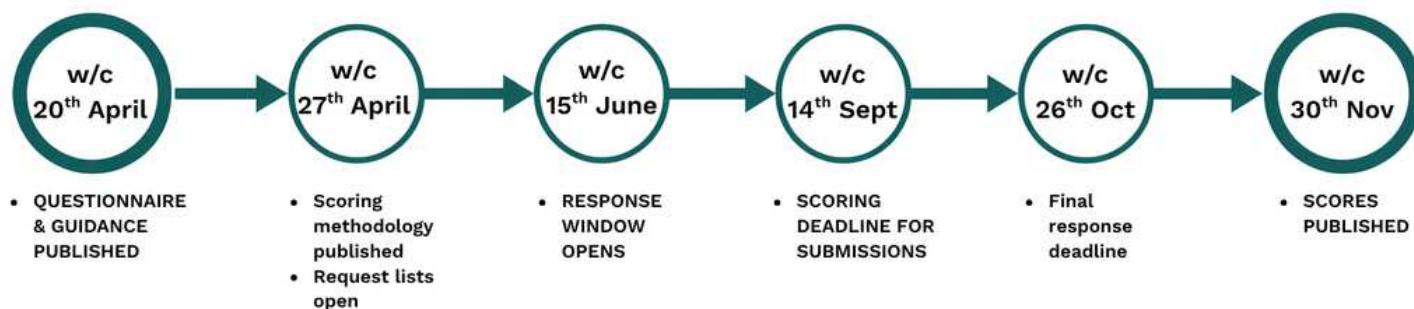 w/c
20th April
w/c
27th April
w/c
15th June
w/c
14th Sept
w/c
26th Oct
w/c
30th Nov
• QUESTIONNAIRE
& GUIDANCE
PUBLISHED
• Scoring
methodology
published
• Request lists
open
• RESPONSE
WINDOW
OPENS
• SCORING
DEADLINE FOR
SUBMISSIONS
• Final
response
deadline
• SCORES
PUBLISHED